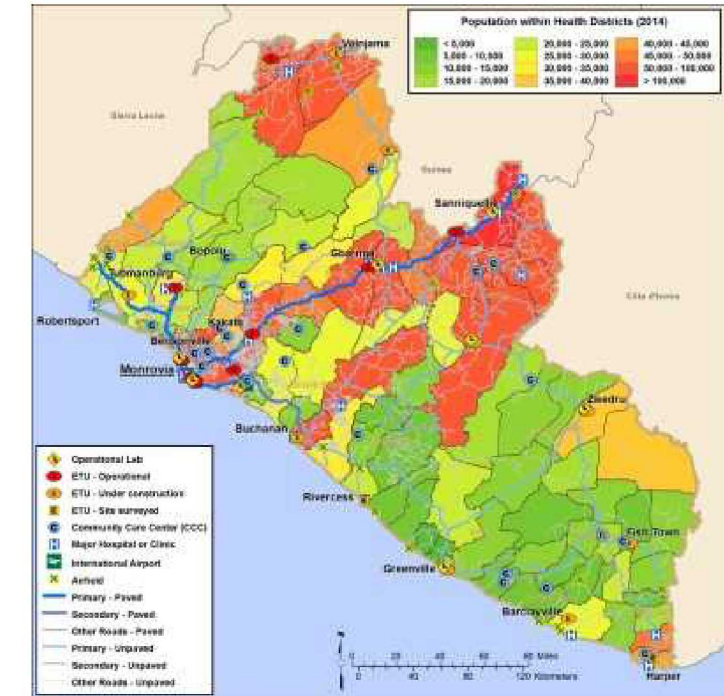 Population within Health Districts (2014)
< 5,000
5,000 - 10,000
10,000 - 15,000
15,000 - 20,000
20,000 - 25,000
25,000 - 30,000
30,000 - 35,000
35,000 - 40,000
40,000 - 45,000
45,000 - 50,000
50,000 - 100,000
> 100,000
Voinjama
Sierra Leone
Guinea
Sanniquellie
Gbarnga
Bopolu
Tubmanburg
Côte d'Ivoire
Robertsport
Kakata
Bensonville
Monrovia
Zwedru
Buchanan
Rivercess
Fish Town
Greenville
Barclayville
Harper
Operational Lab
ETU - Operational
ETU - Under construction
ETU - Site surveyed
Community Care Center (CCC)
Major Hospital or Clinic
International Airport
Airfield
Primary - Paved
Secondary - Paved
Other Roads - Paved
Primary - Unpaved
Secondary - Unpaved
Other Roads - Unpaved
0 20 40 60 80 Miles
0 40 80 120 Kilometers